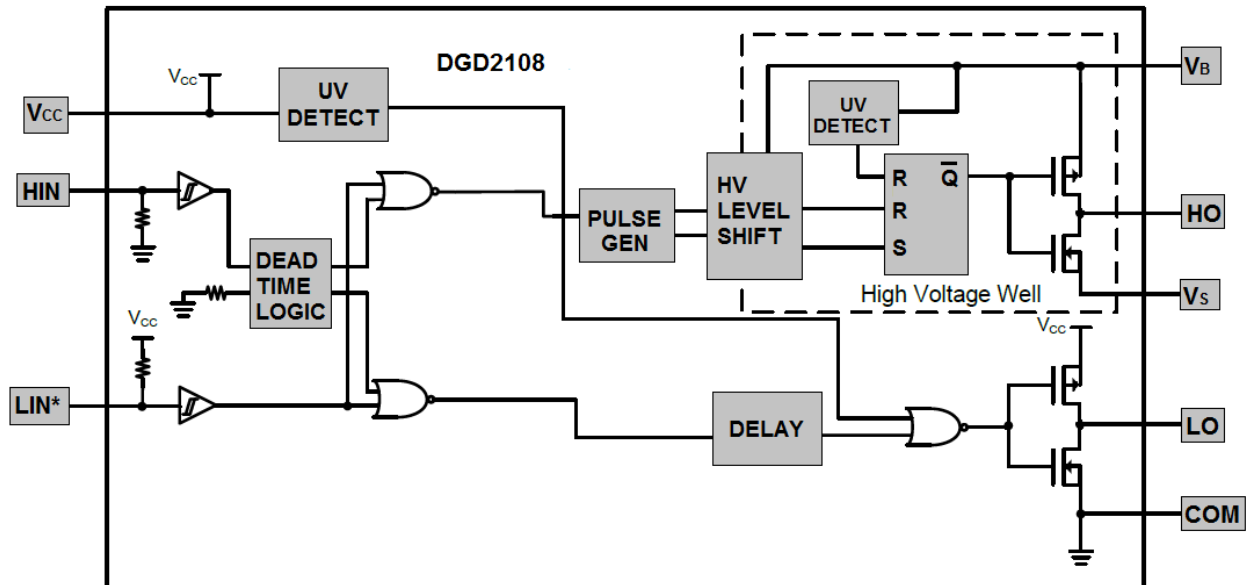 DGD2108
VCC
VCC
UV
DETECT
VB
UV
DETECT
HIN
HV
LEVEL
SHIFT
R
Q̅
R
S
PULSE
GEN
HO
DEAD
TIME
LOGIC
High Voltage Well
VS
VCC
VCC
LIN*
DELAY
LO
COM